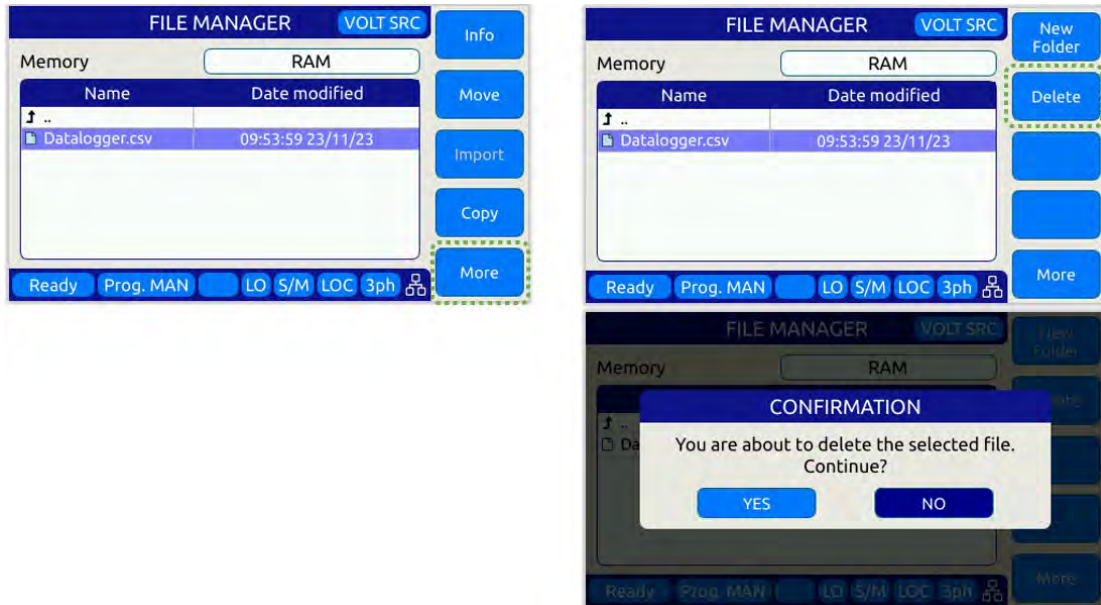 FILE MANAGER VOLT SRC
Info
Memory RAM
Name Date modified
Move
..
Datalogger.csv 09:53:59 23/11/23
Import
Copy
More
Ready Prog. MAN LO S/M LOC 3ph
FILE MANAGER VOLT SRC
New
Folder
Memory RAM
Name Date modified
Delete
..
Datalogger.csv 09:53:59 23/11/23
More
Ready Prog. MAN LO S/M LOC 3ph
FILE MANAGER VOLT SRC
New
Folder
Memory RAM
CONFIRMATION
You are about to delete the selected file.
Continue?
YES NO
More
Ready Prog. MAN LO S/M LOC 3ph